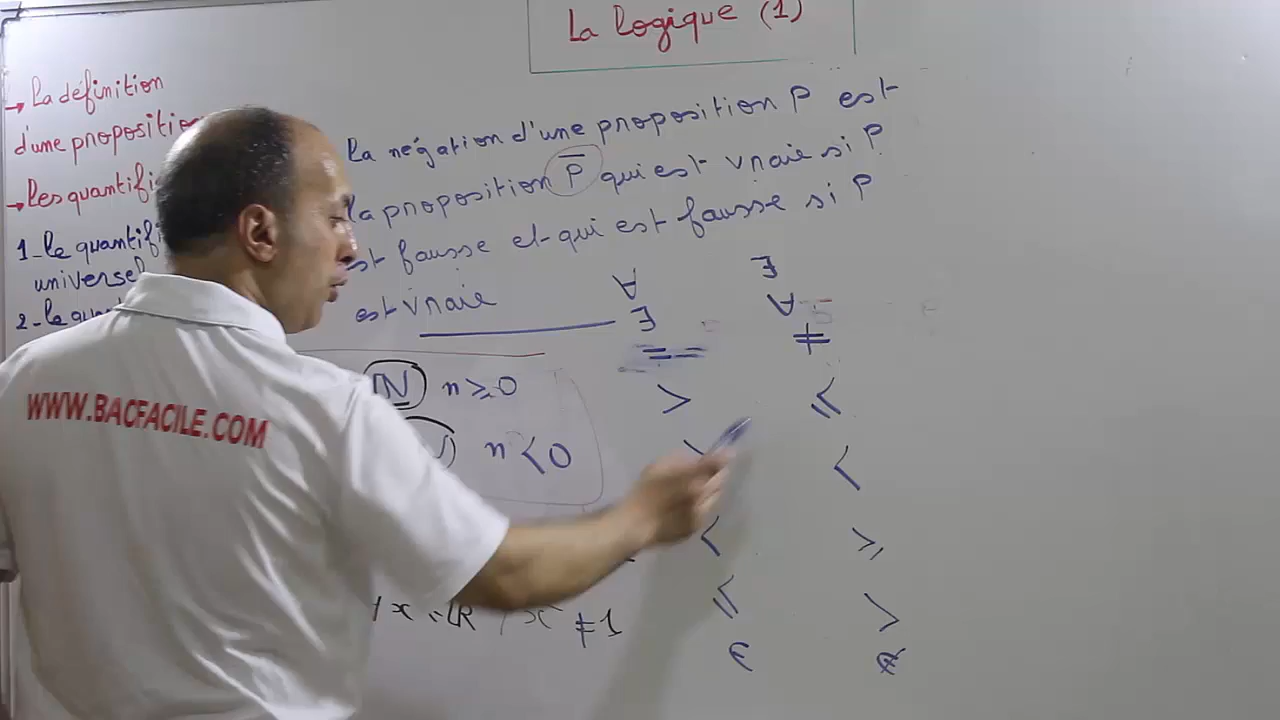 La logique (1)
→ La définition
d'une proposition
→ Les quantifi
1- le quantifi
universel
2- le quan
La négation d'une proposition P est
la proposition P̅ qui est vraie si P
est fausse et qui est fausse si P
est vraie
∀ ∃
∃ ∀
= ≠
> ⩽
<
< ⩾
⩽ >
∈ ∉
ℕ n ⩾ 0
n < 0
x ∈ ℝ / x² ≠ 1
WWW.BACFACILE.COM